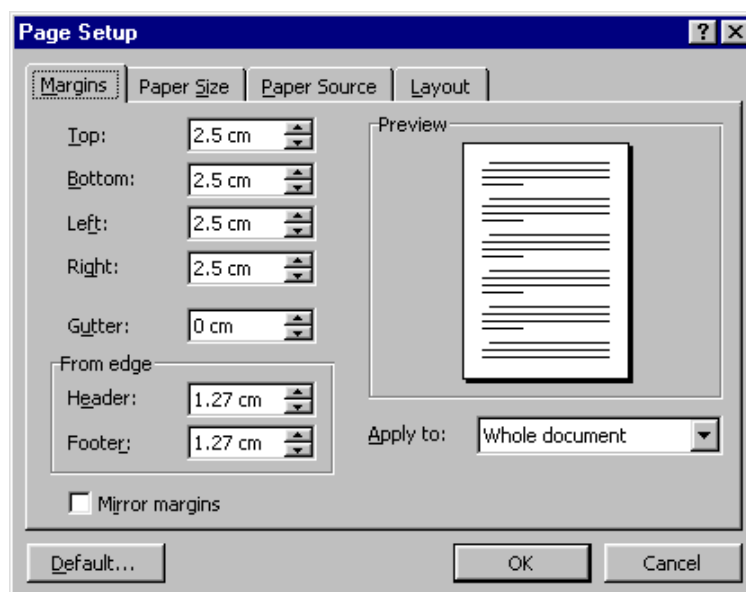 Page Setup
Margins Paper Size Paper Source Layout
Top: 2.5 cm
Bottom: 2.5 cm
Left: 2.5 cm
Right: 2.5 cm
Gutter: 0 cm
From edge
Header: 1.27 cm
Footer: 1.27 cm
Mirror margins
Preview
Apply to: Whole document
Default... OK Cancel